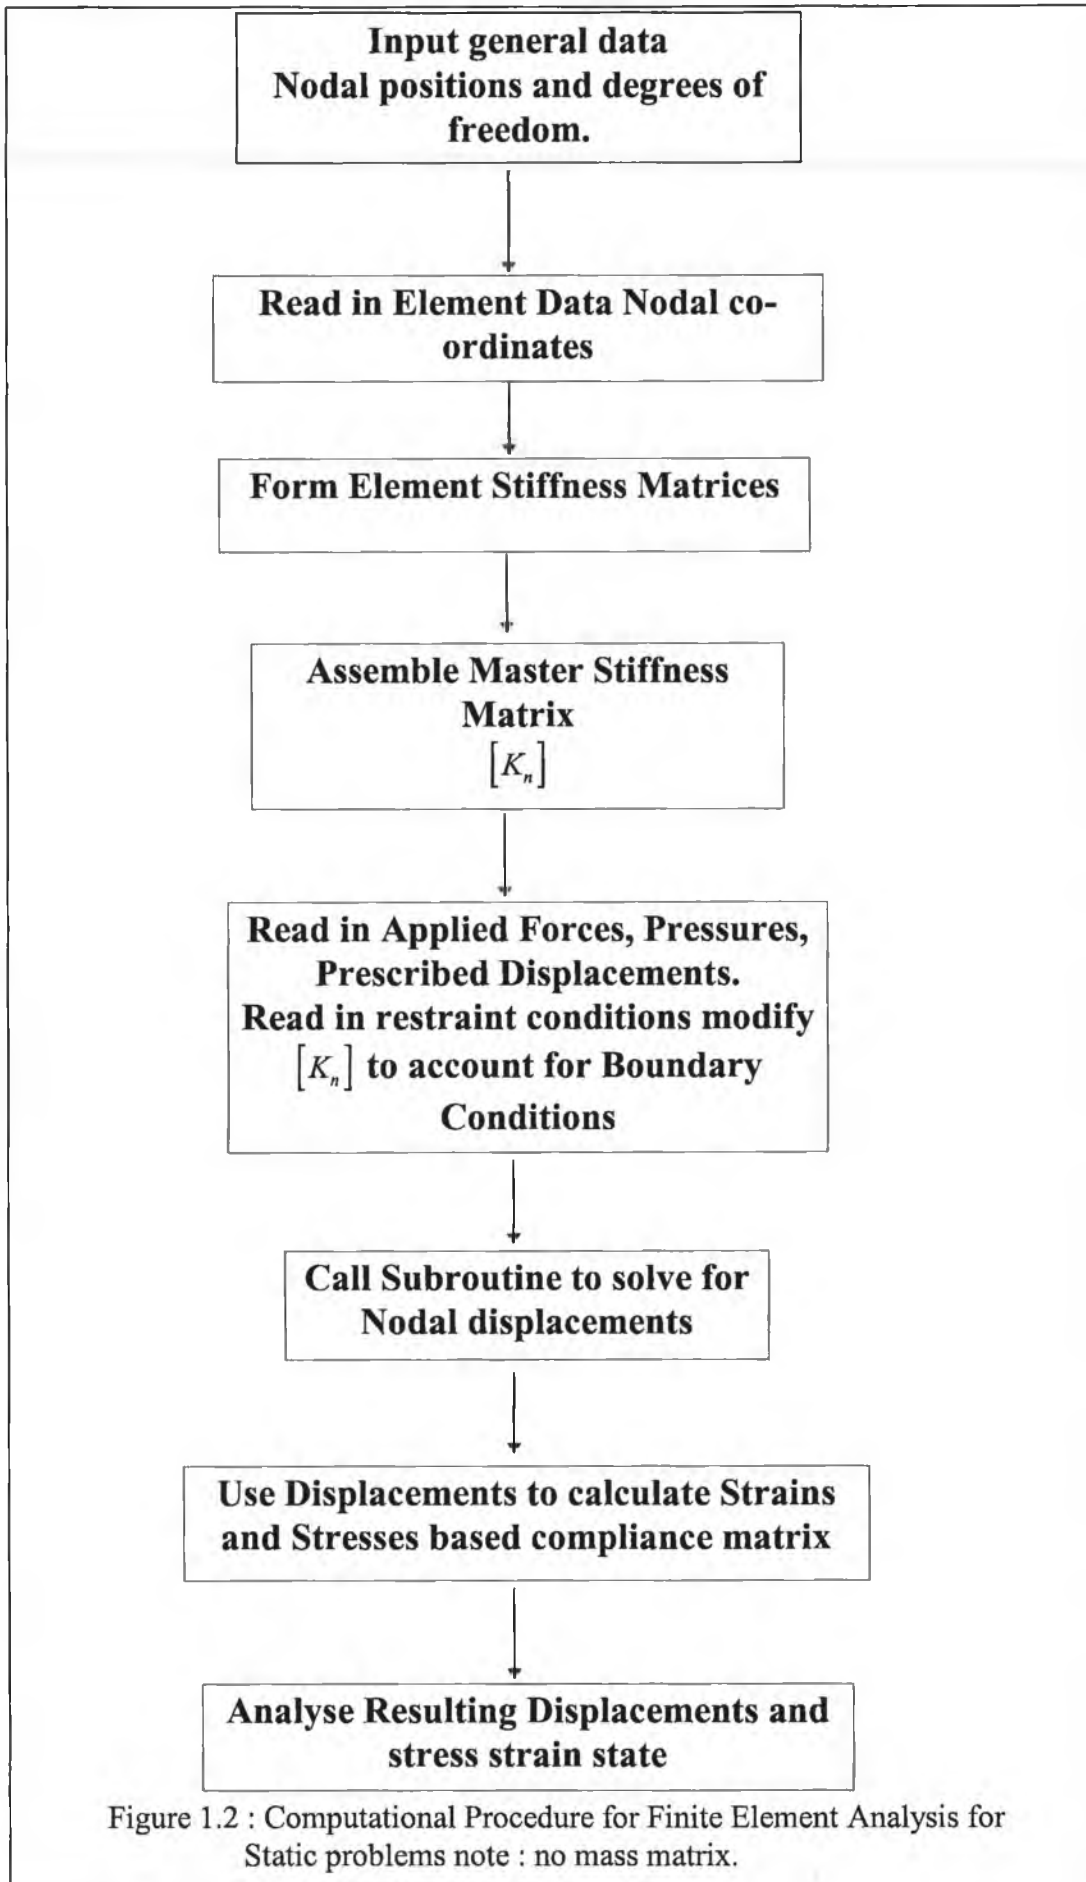 Input general data
Nodal positions and degrees of
freedom.
Read in Element Data Nodal co-
ordinates
Form Element Stiffness Matrices
Assemble Master Stiffness
Matrix
[Kₙ]
Read in Applied Forces, Pressures,
Prescribed Displacements.
Read in restraint conditions modify
[Kₙ] to account for Boundary
Conditions
Call Subroutine to solve for
Nodal displacements
Use Displacements to calculate Strains
and Stresses based compliance matrix
Analyse Resulting Displacements and
stress strain state
Figure 1.2 : Computational Procedure for Finite Element Analysis for
Static problems note : no mass matrix.